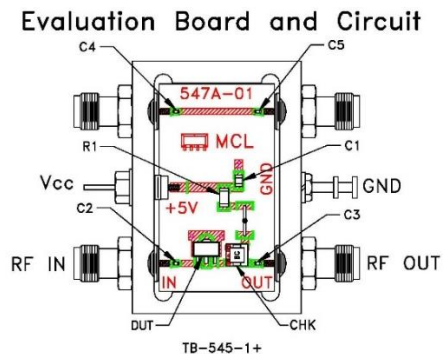 Evaluation Board and Circuit
C4
C5
547A-01
R1
MCL
C1
Vcc
GND
GND
+5V
C2
C3
RF IN
RF OUT
IN
OUT
DUT
CHK
TB-545-1+